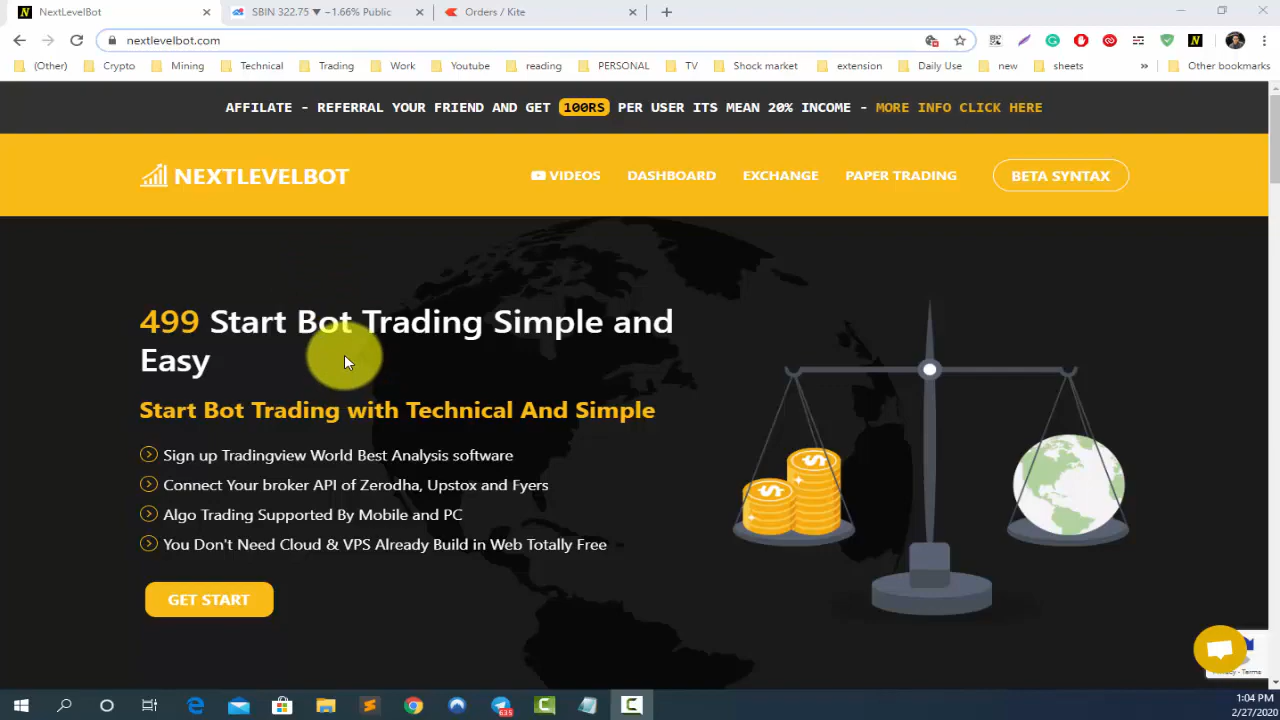 NextLevelBot
SBIN 322.75 ▼ −1.66% Public
Orders / Kite
nextlevelbot.com
(Other)
Crypto
Mining
Technical
Trading
Work
Youtube
reading
PERSONAL
TV
Shock market
extension
Daily Use
new
sheets
Other bookmarks
AFFILATE - REFERRAL YOUR FRIEND AND GET 100RS PER USER ITS MEAN 20% INCOME - MORE INFO CLICK HERE
NEXTLEVELBOT
VIDEOS
DASHBOARD
EXCHANGE
PAPER TRADING
BETA SYNTAX
499 Start Bot Trading Simple and
Easy
Start Bot Trading with Technical And Simple
Sign up Tradingview World Best Analysis software
Connect Your broker API of Zerodha, Upstox and Fyers
Algo Trading Supported By Mobile and PC
You Don't Need Cloud & VPS Already Build in Web Totally Free
GET START
Privacy - Terms
635
1:04 PM
2/27/2020